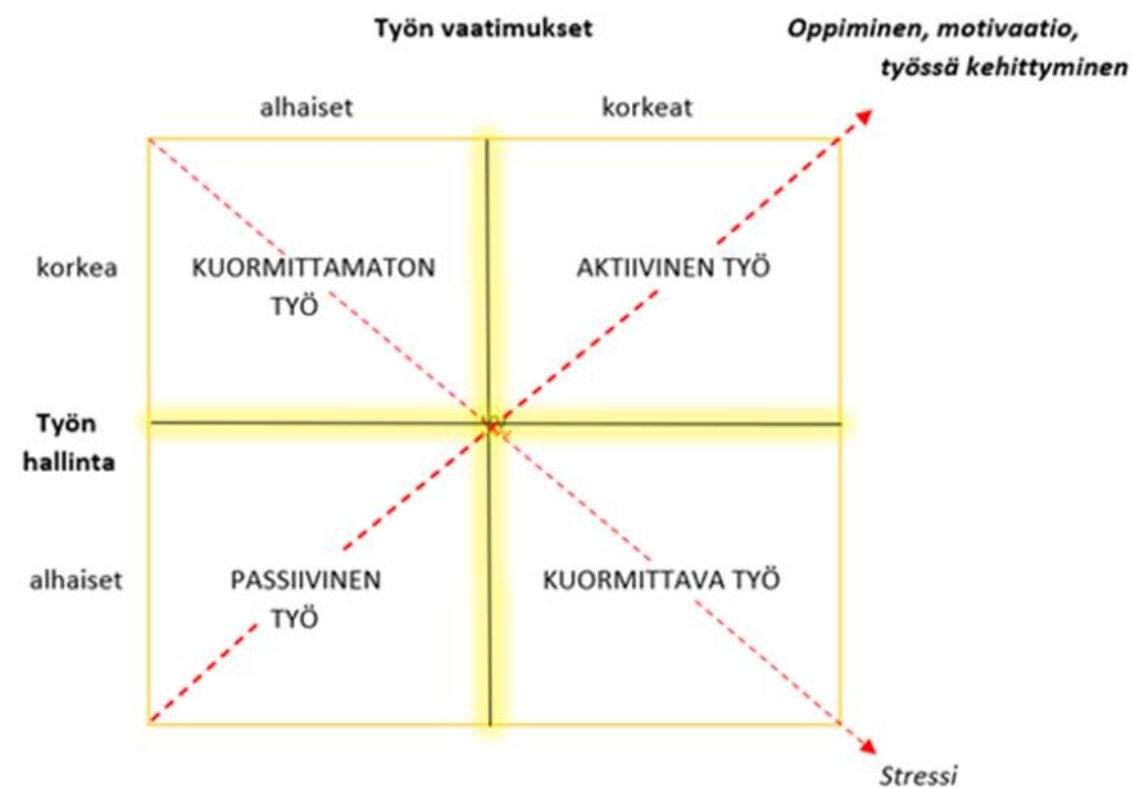 Työn vaatimukset
Oppiminen, motivaatio,
työssä kehittyminen
alhaiset
korkeat
korkea
KUORMITTAMATON
TYÖ
AKTIIVINEN TYÖ
Työn
hallinta
alhaiset
PASSIIVINEN
TYÖ
KUORMITTAVA TYÖ
Stressi